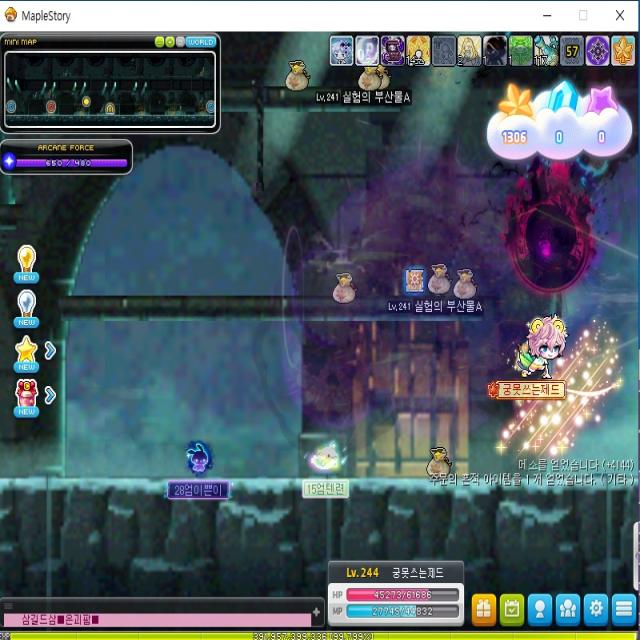 MapleStory
MINI MAP
WORLD
57
ARCANE FORCE
650 / 480
Lv.241 실험의 부산물A
1306 0 0
NEW
NEW
NEW
NEW
Lv.241 실험의 부산물A
궁뭇쓰는제드
메소를 얻었습니다 (+4144)
주문의 흔적 아이템을 1 개 얻었습니다. ( 기타 )
28업이쁜이
15업텐련
Lv.244 궁뭇쓰는제드
HP 45273/61686
삼길드삼■은괴팜■